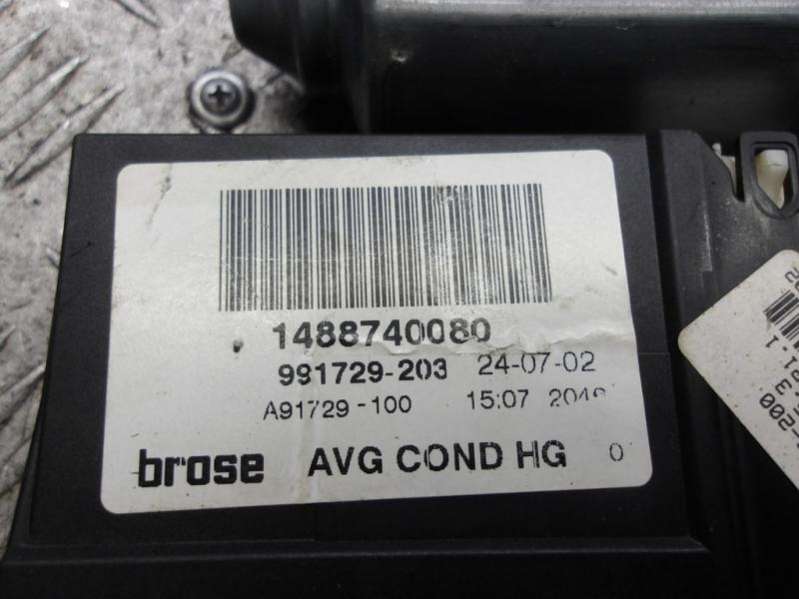 1488740080
991729-203 24-07-02
A91729-100 15:07
brose AVG COND HG 0